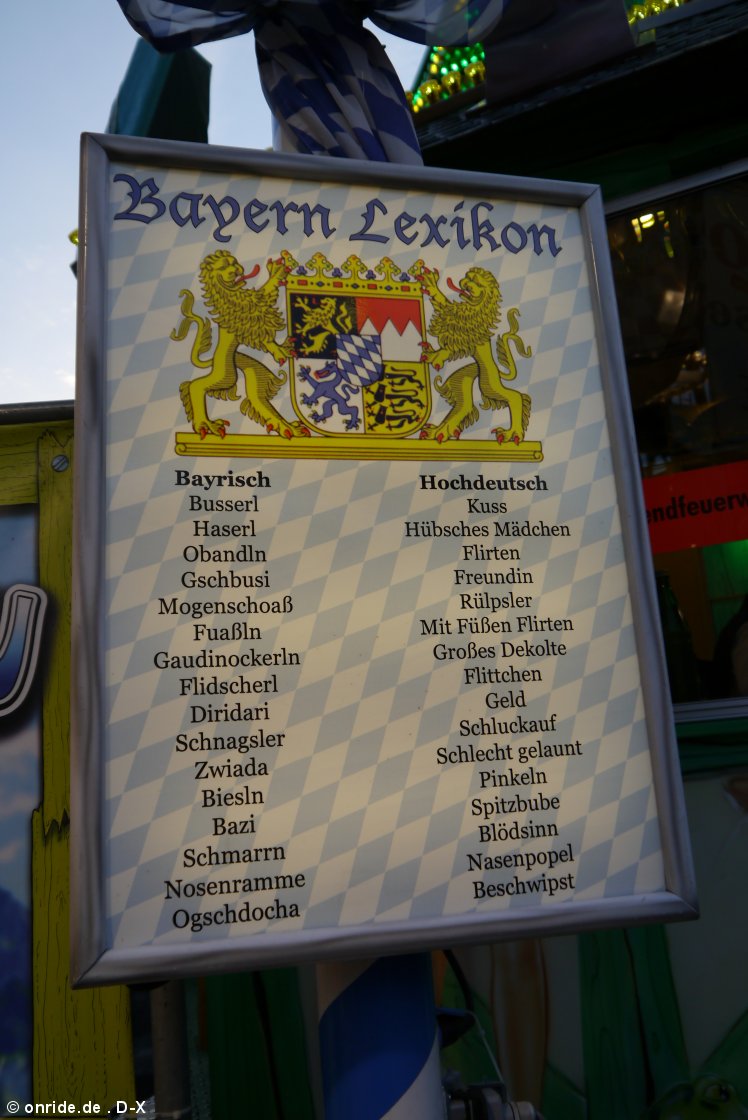 Bayern Lexikon
Bayrisch Hochdeutsch
Busserl Kuss
Haserl Hübsches Mädchen
Obandln Flirten
Gschbusi Freundin
Mogenschoaß Rülpsler
Fuaßln Mit Füßen Flirten
Gaudinockerln Großes Dekolte
Flidscherl Flittchen
Diridari Geld
Schnagsler Schluckauf
Zwiada Schlecht gelaunt
Biesln Pinkeln
Bazi Spitzbube
Schmarrn Blödsinn
Nosenramme Nasenpopel
Ogschdocha Beschwipst
ndfeuerw
© onride.de . D-X